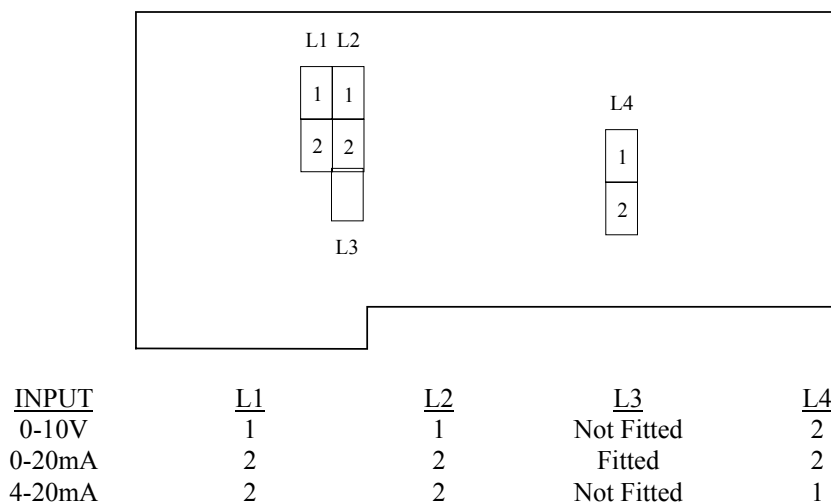 L1 L2
1 1
L4
2 2
1
2
L3
INPUT L1 L2 L3 L4
0-10V 1 1 Not Fitted 2
0-20mA 2 2 Fitted 2
4-20mA 2 2 Not Fitted 1